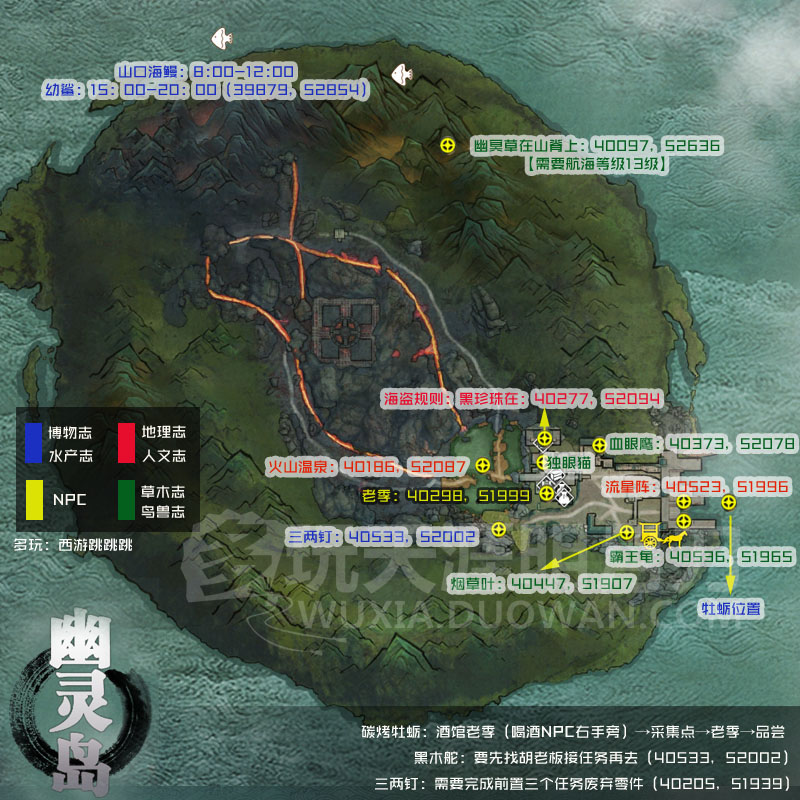 山口海鳗：8:00-12:00
幼鲨：15：00-20：00（39879，52854）
幽冥草在山脊上：40097，52636
【需要航海等级13级】
海盗规则：黑珍珠在：40277，52094
血眼鹰：40373，52078
独眼猫
火山温泉：40186，52087
流星阵：40523，51996
老季：40298，51999
三两钉：40533，52002
霸王龟：40536，51965
烟草叶：40447，51907
牡蛎位置
博物志
水产志
地理志
人文志
NPC
草木志
鸟兽志
多玩：西游跳跳跳
玩天涯明月
WUXIA.DUOWAN.COM
幽灵岛
碳烤牡蛎：酒馆老季（喝酒NPC右手旁）→采集点→老季→品尝
黑木舵：要先找胡老板接任务再去（40533，52002）
三两钉：需要完成前置三个任务废弃零件（40205，51939）